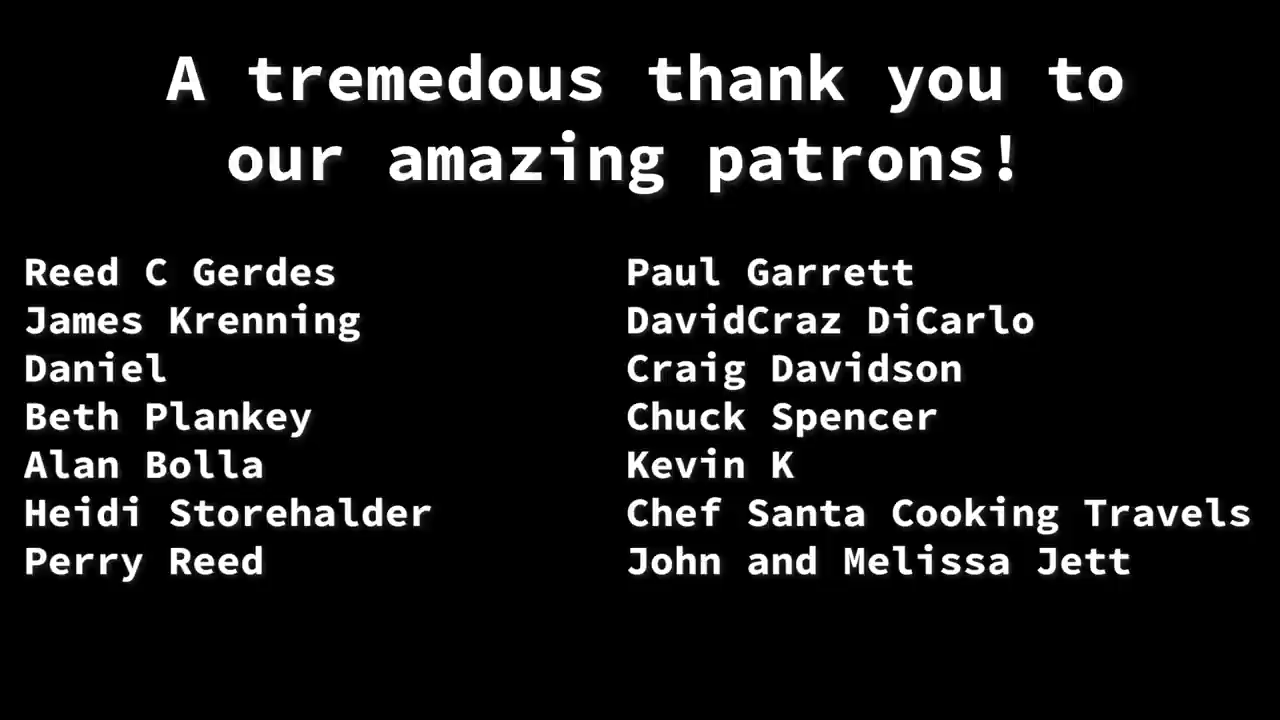 A tremedous thank you to
our amazing patrons!
Reed C Gerdes
James Krenning
Daniel
Beth Plankey
Alan Bolla
Heidi Storehalder
Perry Reed
Paul Garrett
DavidCraz DiCarlo
Craig Davidson
Chuck Spencer
Kevin K
Chef Santa Cooking Travels
John and Melissa Jett